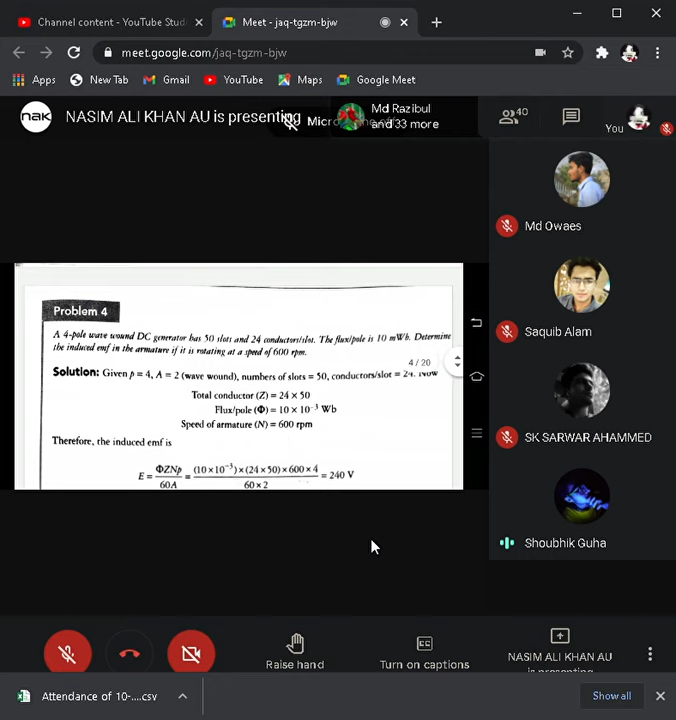 Channel content - YouTube Stud
Meet - jaq-tgzm-bjw
meet.google.com/jaq-tgzm-bjw
Apps
New Tab
Gmail
YouTube
Maps
Google Meet
nak
NASIM ALI KHAN AU is presenting
Md Razibul
and 33 more
40
You
Md Owaes
Saquib Alam
SK SARWAR AHAMMED
Shoubhik Guha
Problem 4
A 4-pole wave wound DC generator has 50 slots and 24 conductors/slot. The flux/pole is 10 mWb. Determine
the induced emf in the armature if it is rotating at a speed of 600 rpm.
4 / 20
Solution: Given p = 4, A = 2 (wave wound), numbers of slots = 50, conductors/slot = 24. Now
Total conductor (Z) = 24 × 50
Flux/pole (Φ) = 10 × 10⁻³ Wb
Speed of armature (N) = 600 rpm
Therefore, the induced emf is
E = ΦZNp/60A = (10×10⁻³)×(24×50)×600×4/60×2 = 240 V
Raise hand
Turn on captions
NASIM ALI KHAN AU
is presenting
Attendance of 10-....csv
Show all